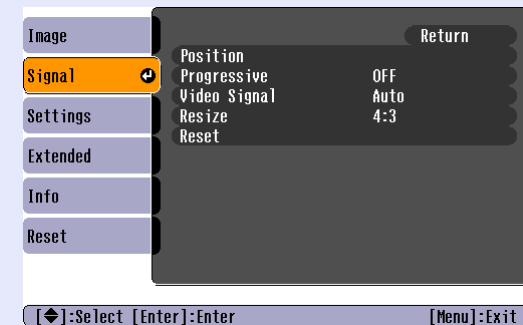 Image
Signal
Settings
Extended
Info
Reset
Return
Position
Progressive OFF
Video Signal Auto
Resize 4:3
Reset
[◆]:Select [Enter]:Enter [Menu]:Exit